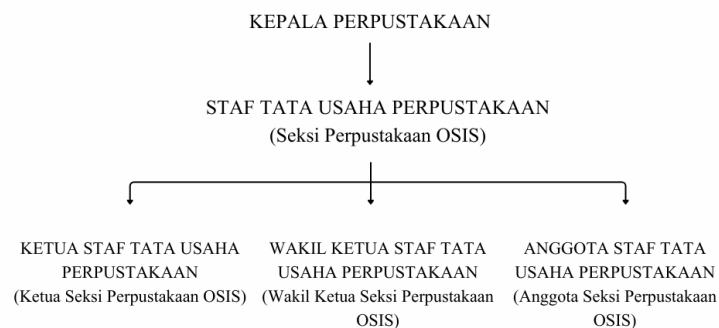 KEPALA PERPUSTAKAAN
STAF TATA USAHA PERPUSTAKAAN
(Seksi Perpustakaan OSIS)
KETUA STAF TATA USAHA
PERPUSTAKAAN
(Ketua Seksi Perpustakaan OSIS)
WAKIL KETUA STAF TATA
USAHA PERPUSTAKAAN
(Wakil Ketua Seksi Perpustakaan
OSIS)
ANGGOTA STAF TATA
USAHA PERPUSTAKAAN
(Anggota Seksi Perpustakaan
OSIS)